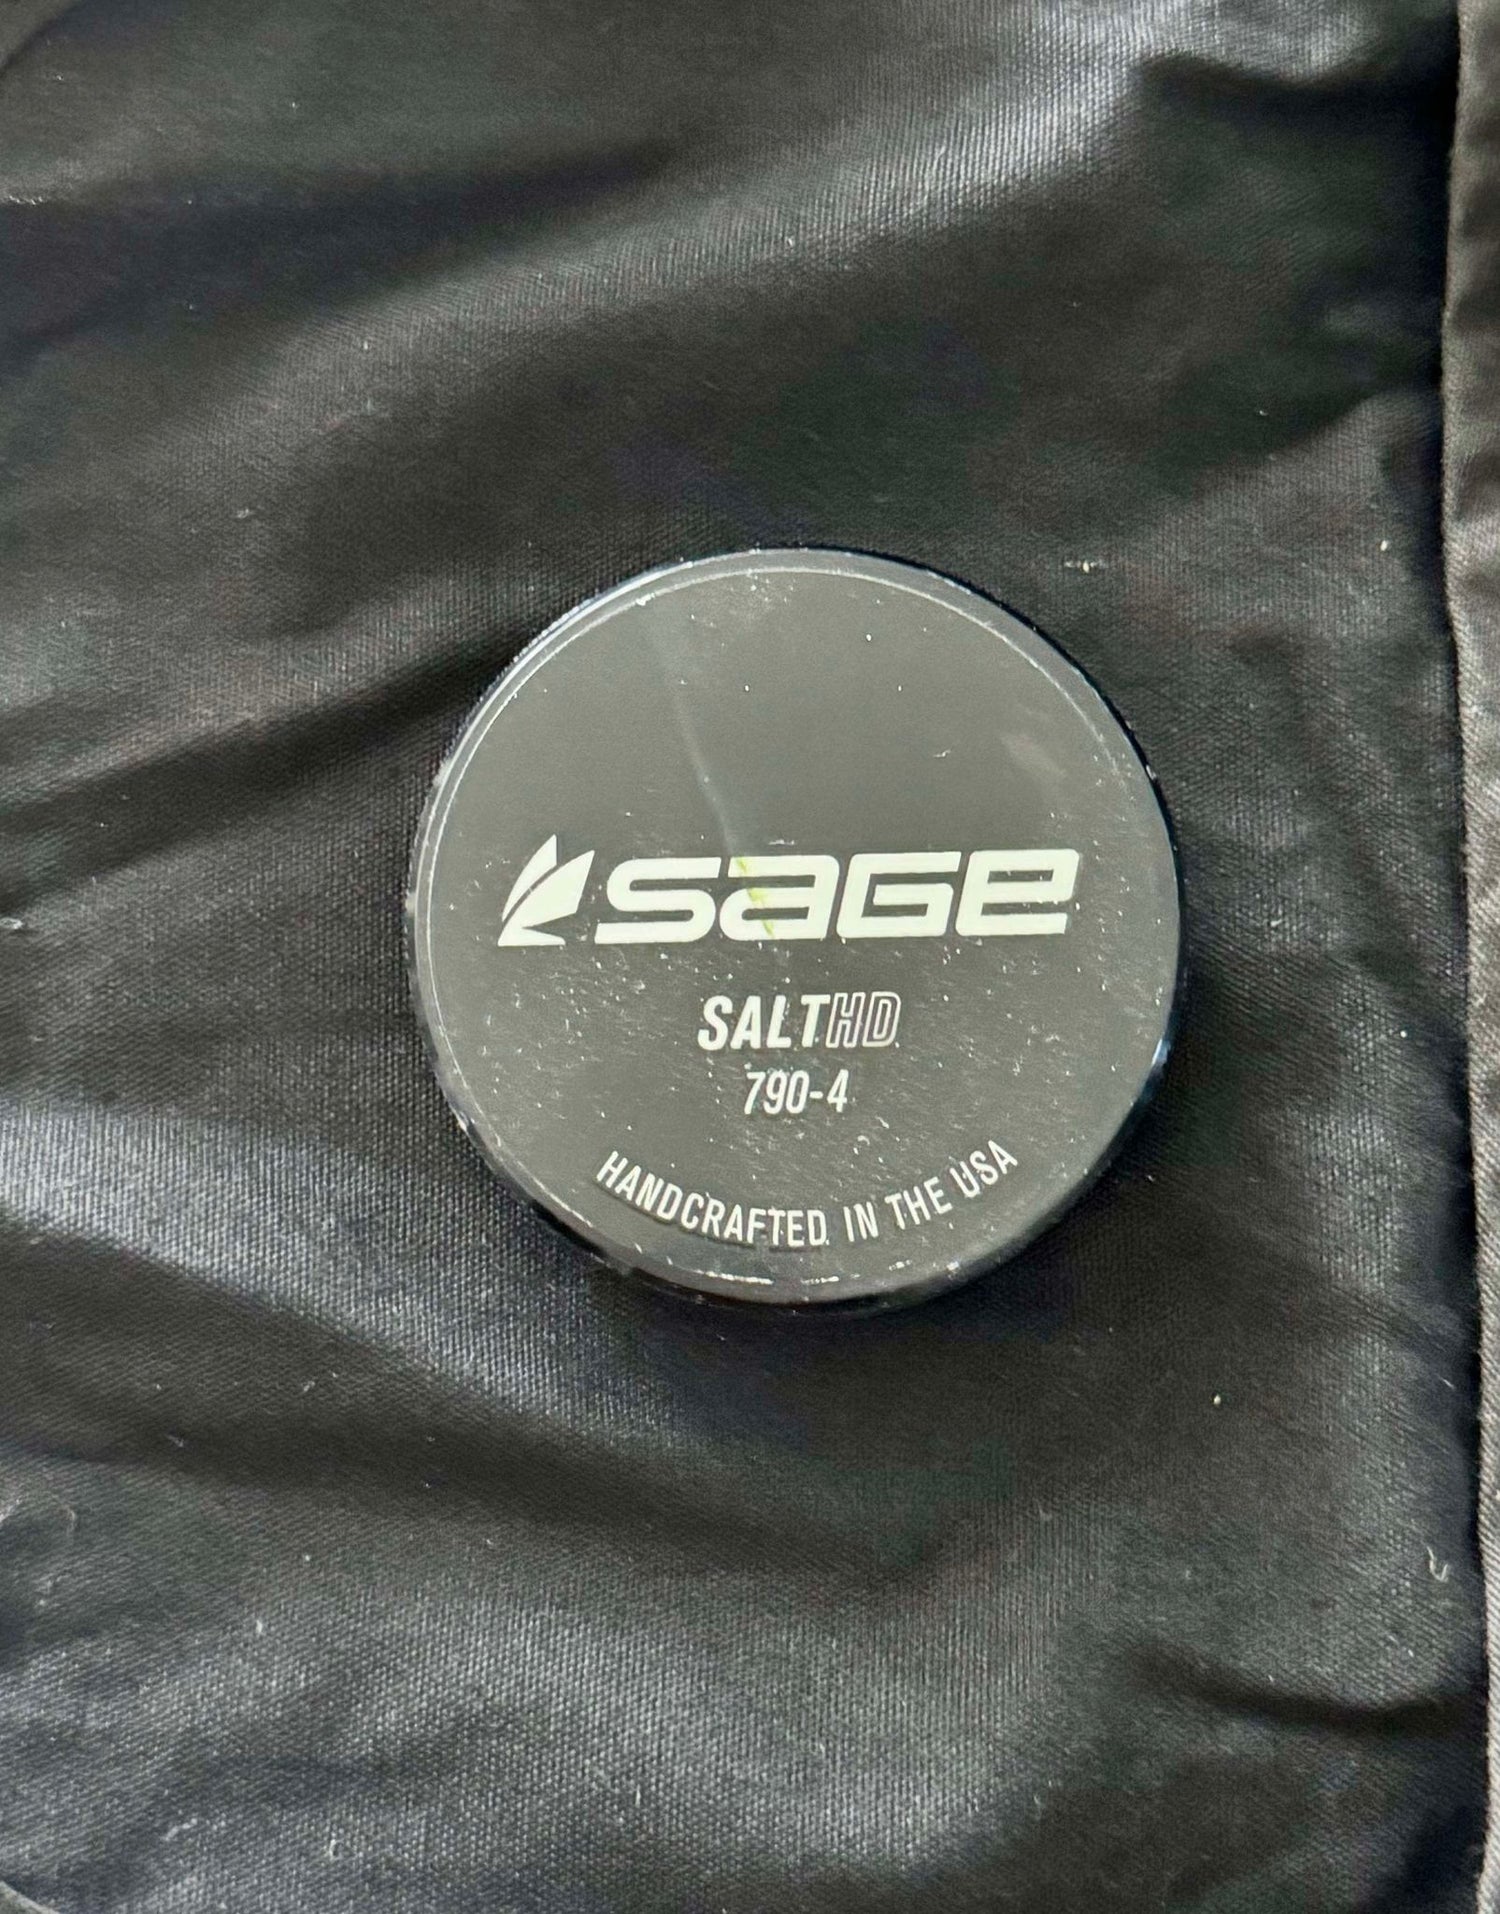 SAGE
SALTHD
790-4
HANDCRAFTED IN THE USA